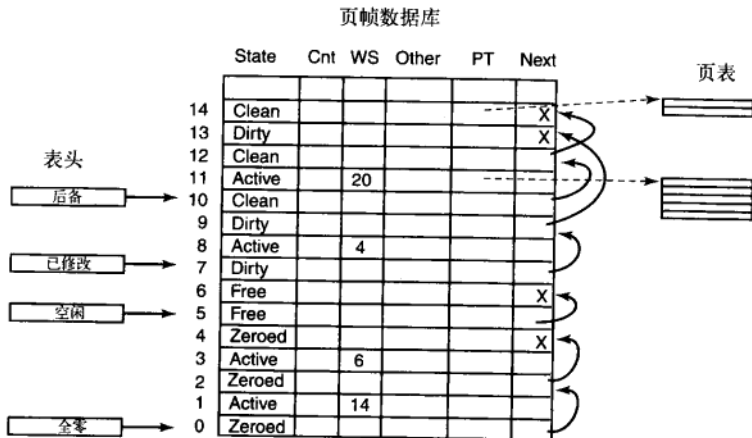 页帧数据库
State Cnt WS Other PT Next
页表
表头
14 Clean X
13 Dirty X
12 Clean
11 Active 20
后备 10 Clean
9 Dirty
8 Active 4
已修改 7 Dirty
6 Free X
空闲 5 Free
4 Zeroed X
3 Active 6
2 Zeroed
1 Active 14
全零 0 Zeroed